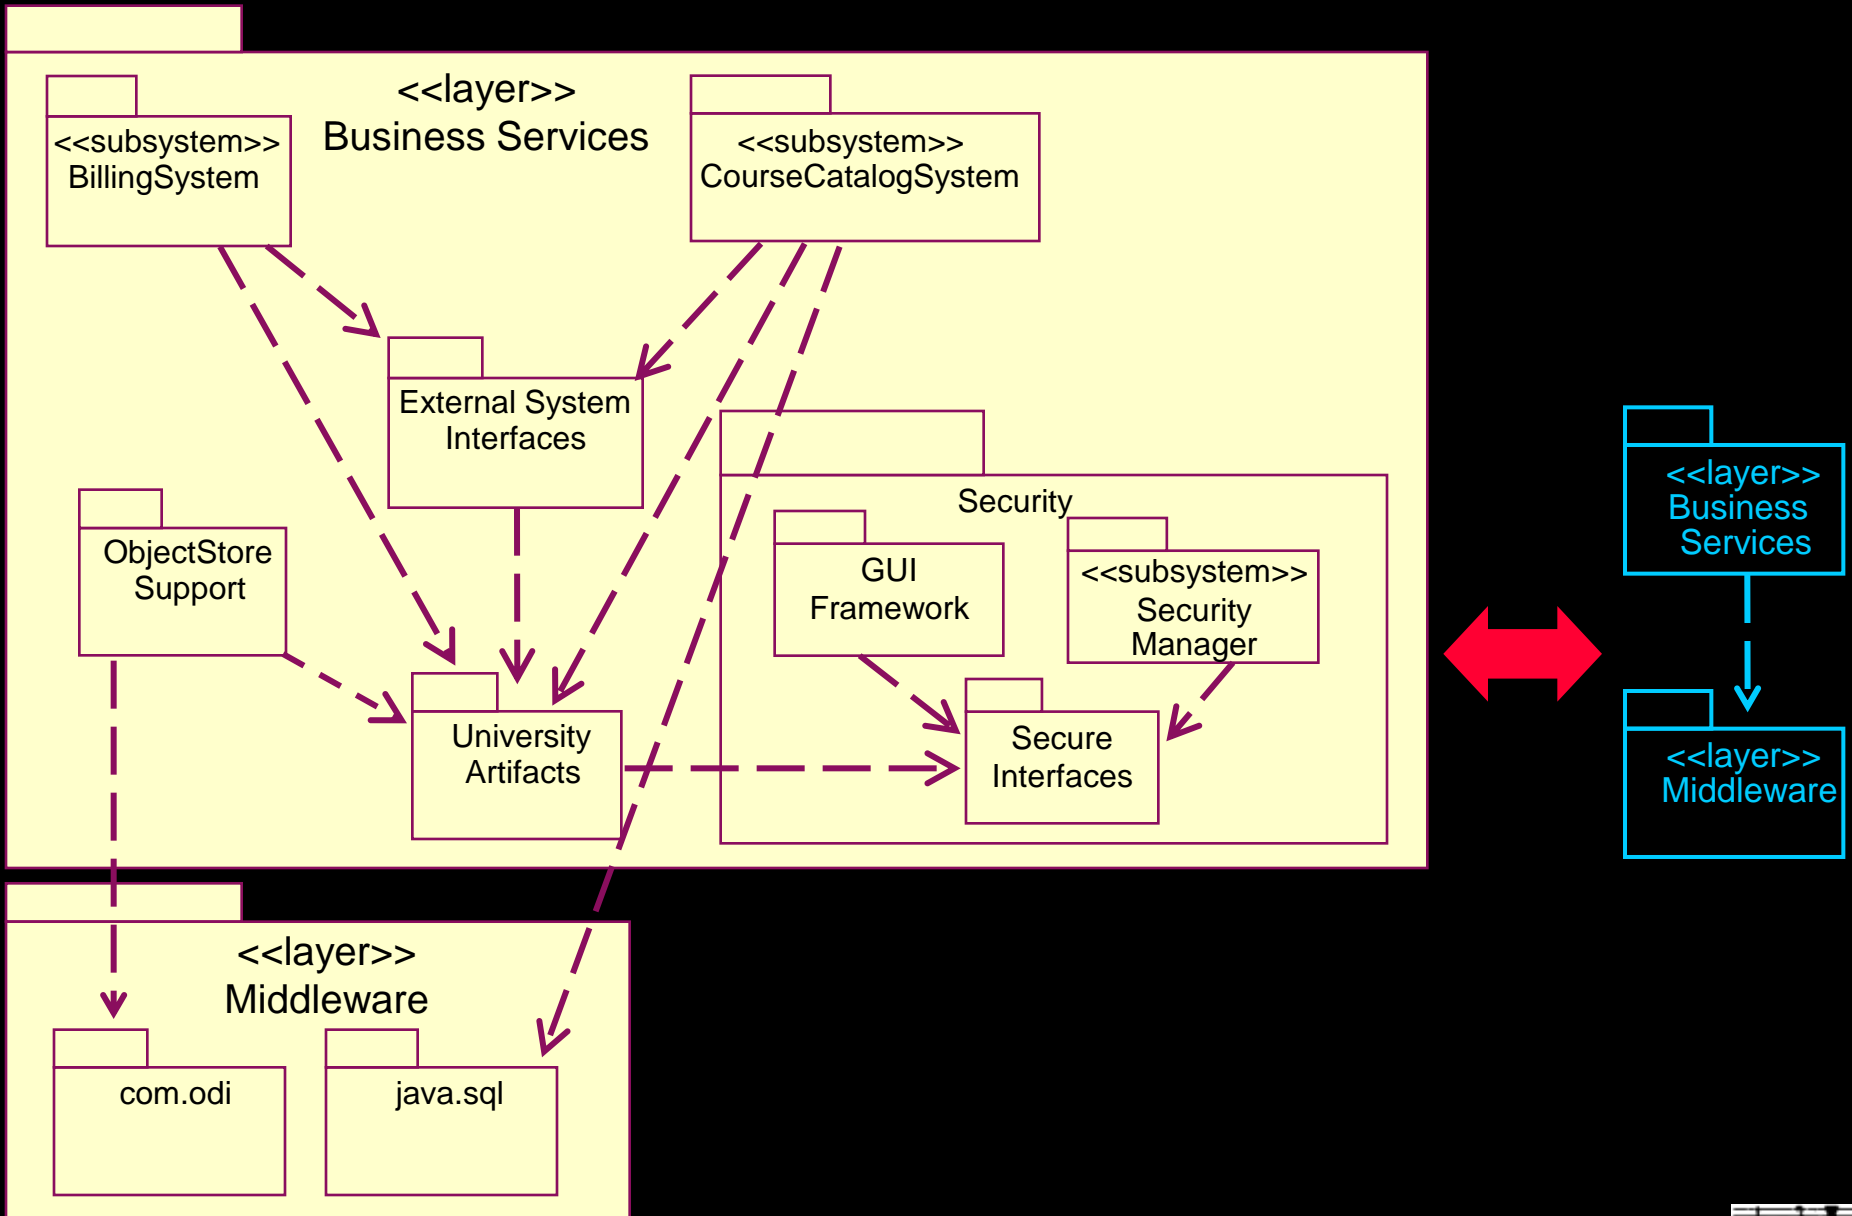 <<layer>>
Business Services
<<subsystem>>
BillingSystem
<<subsystem>>
CourseCatalogSystem
External System
Interfaces
ObjectStore
Support
Security
GUI
Framework
<<subsystem>>
Security
Manager
University
Artifacts
Secure
Interfaces
<<layer>>
Middleware
com.odi
java.sql
<<layer>>
Business
Services
<<layer>>
Middleware